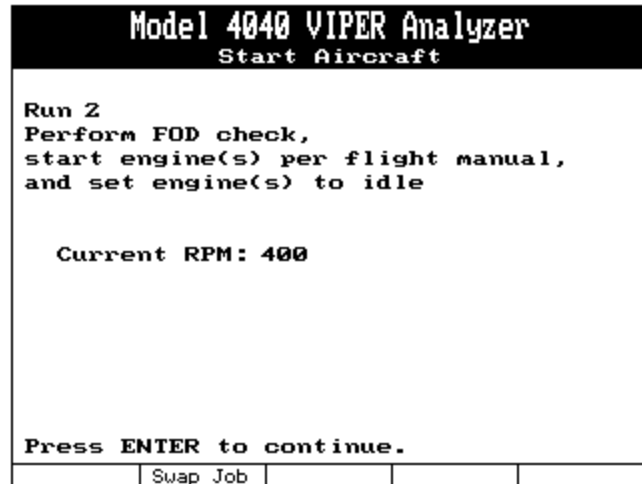 Model 4040 VIPER Analyzer
Start Aircraft
Run 2
Perform FOD check,
start engine(s) per flight manual,
and set engine(s) to idle
Current RPM: 400
Press ENTER to continue.
Swap Job